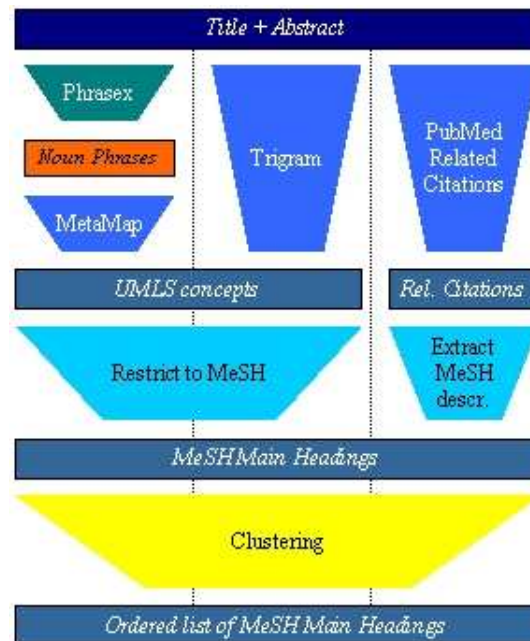 Title + Abstract
Phrasex
Noun Phrases
MetaMap
Trigram
PubMed
Related
Citations
UMLS concepts
Rel. Citations
Restrict to MeSH
Extract
MeSH
descr.
MeSH Main Headings
Clustering
Ordered list of MeSH Main Headings